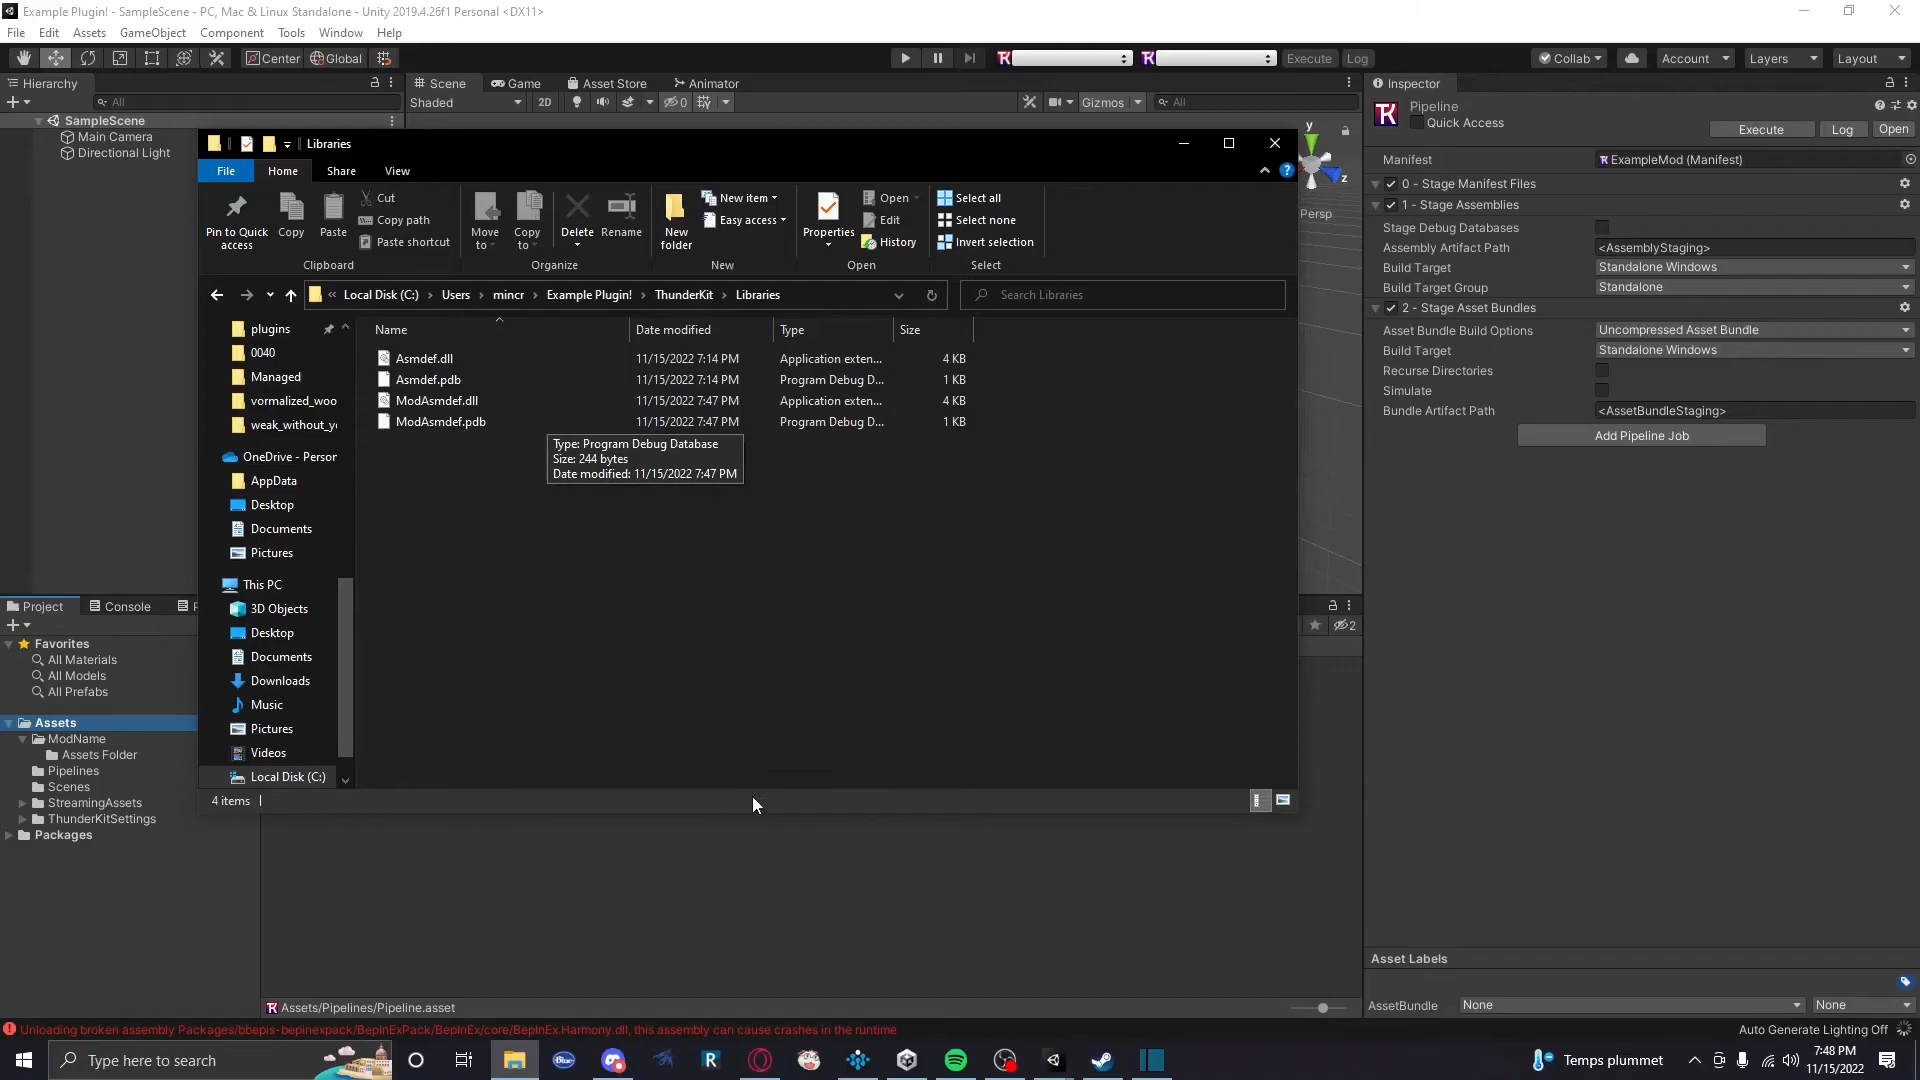 Example Plugin! - SampleScene - PC, Mac & Linux Standalone - Unity 2019.4.26f1 Personal <DX11>
File Edit Assets GameObject Component Tools Window Help
Center Global Execute Log Collab Account Layers Layout
Hierarchy
All
SampleScene
Main Camera
Directional Light
Scene Game Asset Store Animator
Shaded 2D 0 Gizmos All
y
z
Persp
Libraries
File Home Share View
Pin to Quick access
Copy
Paste
Cut
Copy path
Paste shortcut
Clipboard
Move to
Copy to
Delete
Rename
Organize
New folder
New item
Easy access
New
Properties
Open
Edit
History
Open
Select all
Select none
Invert selection
Select
« Local Disk (C:) › Users › mincr › Example Plugin! › ThunderKit › Libraries
Search Libraries
plugins
0040
Managed
vormalized_woo
weak_without_y
OneDrive - Person
AppData
Desktop
Documents
Pictures
This PC
3D Objects
Desktop
Documents
Downloads
Music
Pictures
Videos
Local Disk (C:)
Name Date modified Type Size
Asmdef.dll 11/15/2022 7:14 PM Application exten... 4 KB
Asmdef.pdb 11/15/2022 7:14 PM Program Debug D... 1 KB
ModAsmdef.dll 11/15/2022 7:47 PM Application exten... 4 KB
ModAsmdef.pdb 11/15/2022 7:47 PM Program Debug D... 1 KB
Type: Program Debug Database
Size: 244 bytes
Date modified: 11/15/2022 7:47 PM
4 items
Inspector
Pipeline
Quick Access
Execute Log Open
Manifest ExampleMod (Manifest)
0 - Stage Manifest Files
1 - Stage Assemblies
Stage Debug Databases
Assembly Artifact Path <AssemblyStaging>
Build Target Standalone Windows
Build Target Group Standalone
2 - Stage Asset Bundles
Asset Bundle Build Options Uncompressed Asset Bundle
Build Target Standalone Windows
Recurse Directories
Simulate
Bundle Artifact Path <AssetBundleStaging>
Add Pipeline Job
Asset Labels
AssetBundle None None
Project Console
2
Favorites
All Materials
All Models
All Prefabs
Assets
ModName
Assets Folder
Pipelines
Scenes
StreamingAssets
ThunderKitSettings
Packages
Assets/Pipelines/Pipeline.asset
Unloading broken assembly Packages/bbepis-bepinexpack/BepInExPack/BepInEx/core/BepInEx.Harmony.dll, this assembly can cause crashes in the runtime
Auto Generate Lighting Off
Type here to search
Blue
R
Temps plummet
7:48 PM
11/15/2022